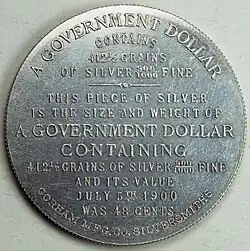 A GOVERNMENT DOLLAR
CONTAINS
412½ GRAINS
OF SILVER 900/1000 FINE
THIS PIECE OF SILVER
IS THE SIZE AND WEIGHT OF
A GOVERNMENT DOLLAR
CONTAINING
412½ GRAINS OF SILVER 900/1000 FINE
AND ITS VALUE
JULY 5TH 1900
WAS 48 CENTS.
GORHAM MFG. CO. SILVERSMITHS